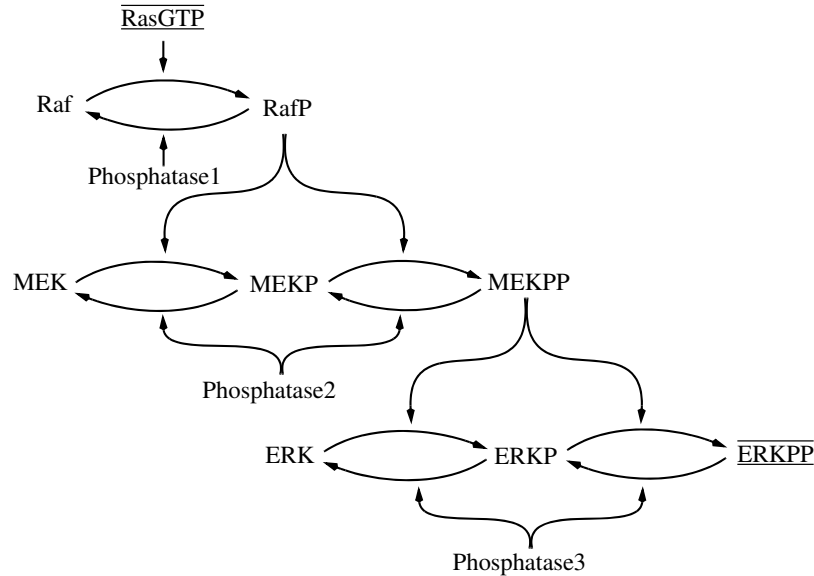 RasGTP
Raf
RafP
Phosphatase1
MEK
MEKP
MEKPP
Phosphatase2
ERK
ERKP
ERKPP
Phosphatase3